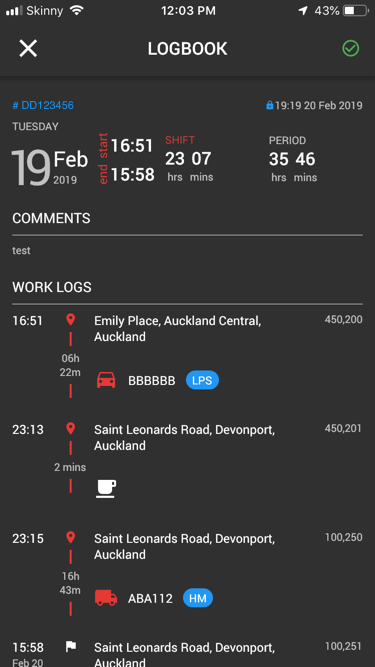 Skinny 12:03 PM 43%
LOGBOOK
# DD123456 19:19 20 Feb 2019
TUESDAY
19 Feb 2019
start 16:51
end 15:58
SHIFT
23 07
hrs mins
PERIOD
35 46
hrs mins
COMMENTS
test
WORK LOGS
16:51 Emily Place, Auckland Central, 450,200
Auckland
06h
22m
BBBBBB LPS
23:13 Saint Leonards Road, Devonport, 450,201
Auckland
2 mins
23:15 Saint Leonards Road, Devonport, 100,250
Auckland
16h
43m
ABA112 HM
15:58 Saint Leonards Road, Devonport, 100,251
Feb 20 Auckland